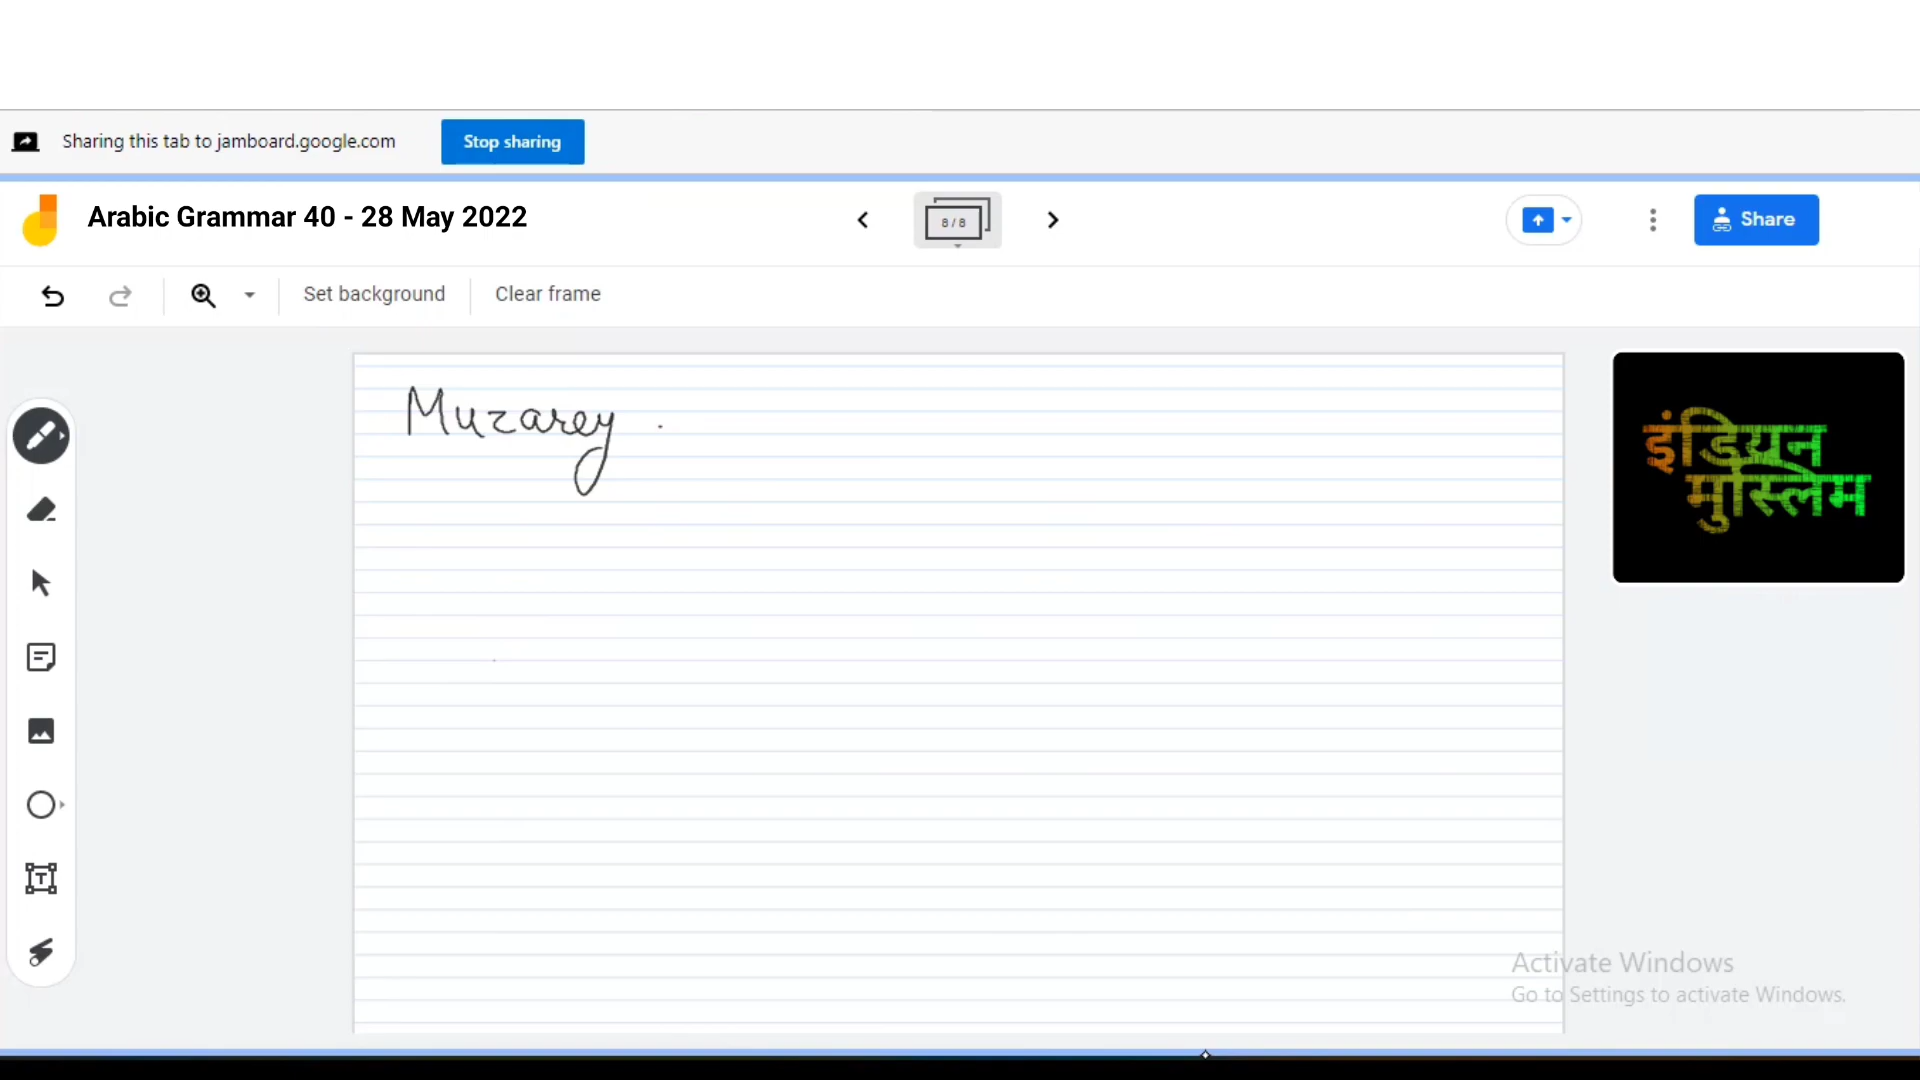 Sharing this tab to jamboard.google.com
Stop sharing
Arabic Grammar 40 - 28 May 2022
8 / 8
Share
Set background
Clear frame
Muzarey .
इंडियन
मुस्लिम
T
Activate Windows
Go to Settings to activate Windows.